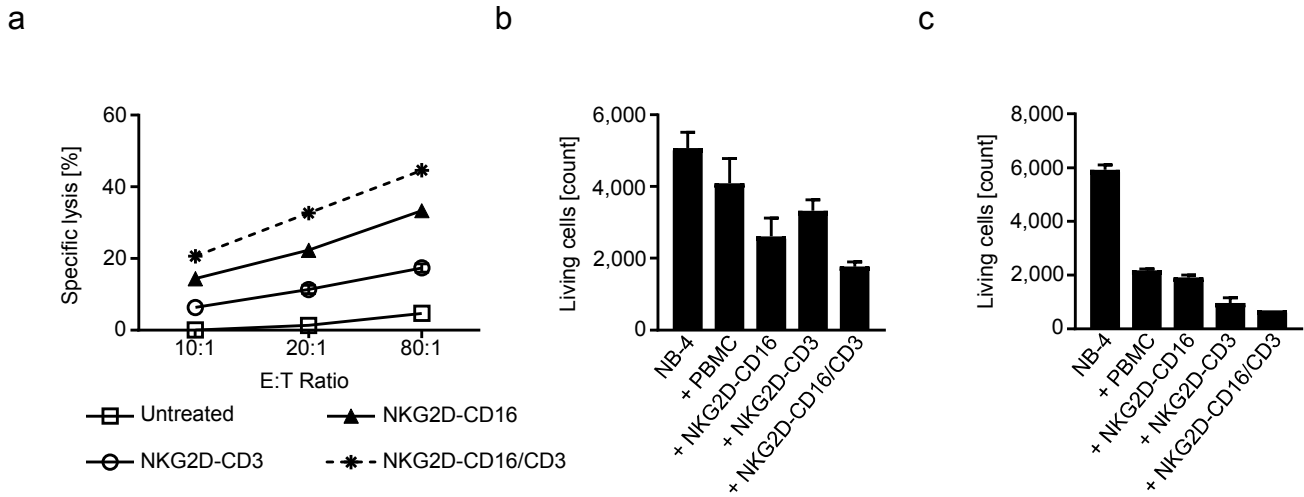 a
60
40
20
0
Specific lysis [%]
10:1 20:1 80:1
E:T Ratio
Untreated
NKG2D-CD16
NKG2D-CD3
NKG2D-CD16/CD3
b
6,000
4,000
2,000
0
Living cells [count]
NB-4
+ PBMC
+ NKG2D-CD16
+ NKG2D-CD3
+ NKG2D-CD16/CD3
c
8,000
6,000
4,000
2,000
0
Living cells [count]
NB-4
+ PBMC
+ NKG2D-CD16
+ NKG2D-CD3
+ NKG2D-CD16/CD3